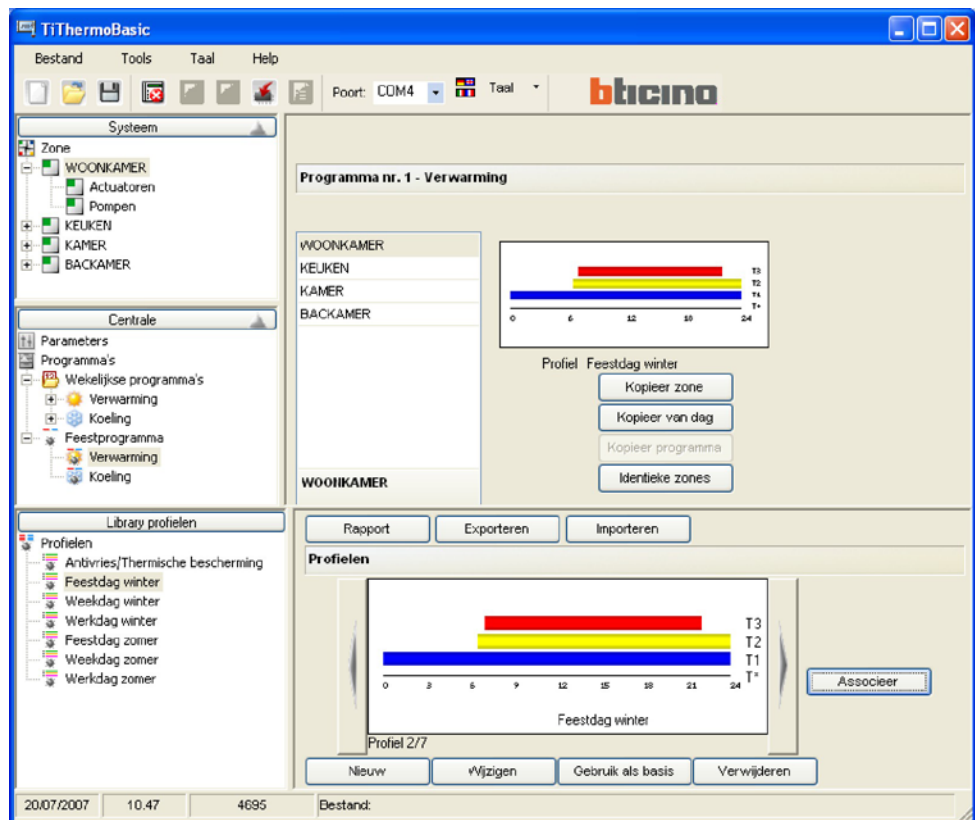 TiThermoBasic
Bestand Tools Taal Help
Poort: COM4 Taal bticino
Systeem
Zone
WOONKAMER
Actuatoren
Pompen
KEUKEN
KAMER
BACKAMER
Programma nr. 1 - Verwarming
WOONKAMER
KEUKEN
KAMER
BACKAMER
WOONKAMER
T3
T2
T1
T*
0 6 12 18 24
Profiel Feestdag winter
Kopieer zone
Kopieer van dag
Kopieer programma
Identieke zones
Centrale
Parameters
Programma's
Wekelijkse programma's
Verwarming
Koeling
Feestprogramma
Verwarming
Koeling
Library profielen
Profielen
Antivries/Thermische bescherming
Feestdag winter
Weekdag winter
Werkdag winter
Feestdag zomer
Weekdag zomer
Werkdag zomer
Rapport Exporteren Importeren
Profielen
T3
T2
T1
T*
0 3 6 9 12 15 18 21 24
Feestdag winter
Profiel 2/7
Associeer
Nieuw Wijzigen Gebruik als basis Verwijderen
20/07/2007 10.47 4695 Bestand: